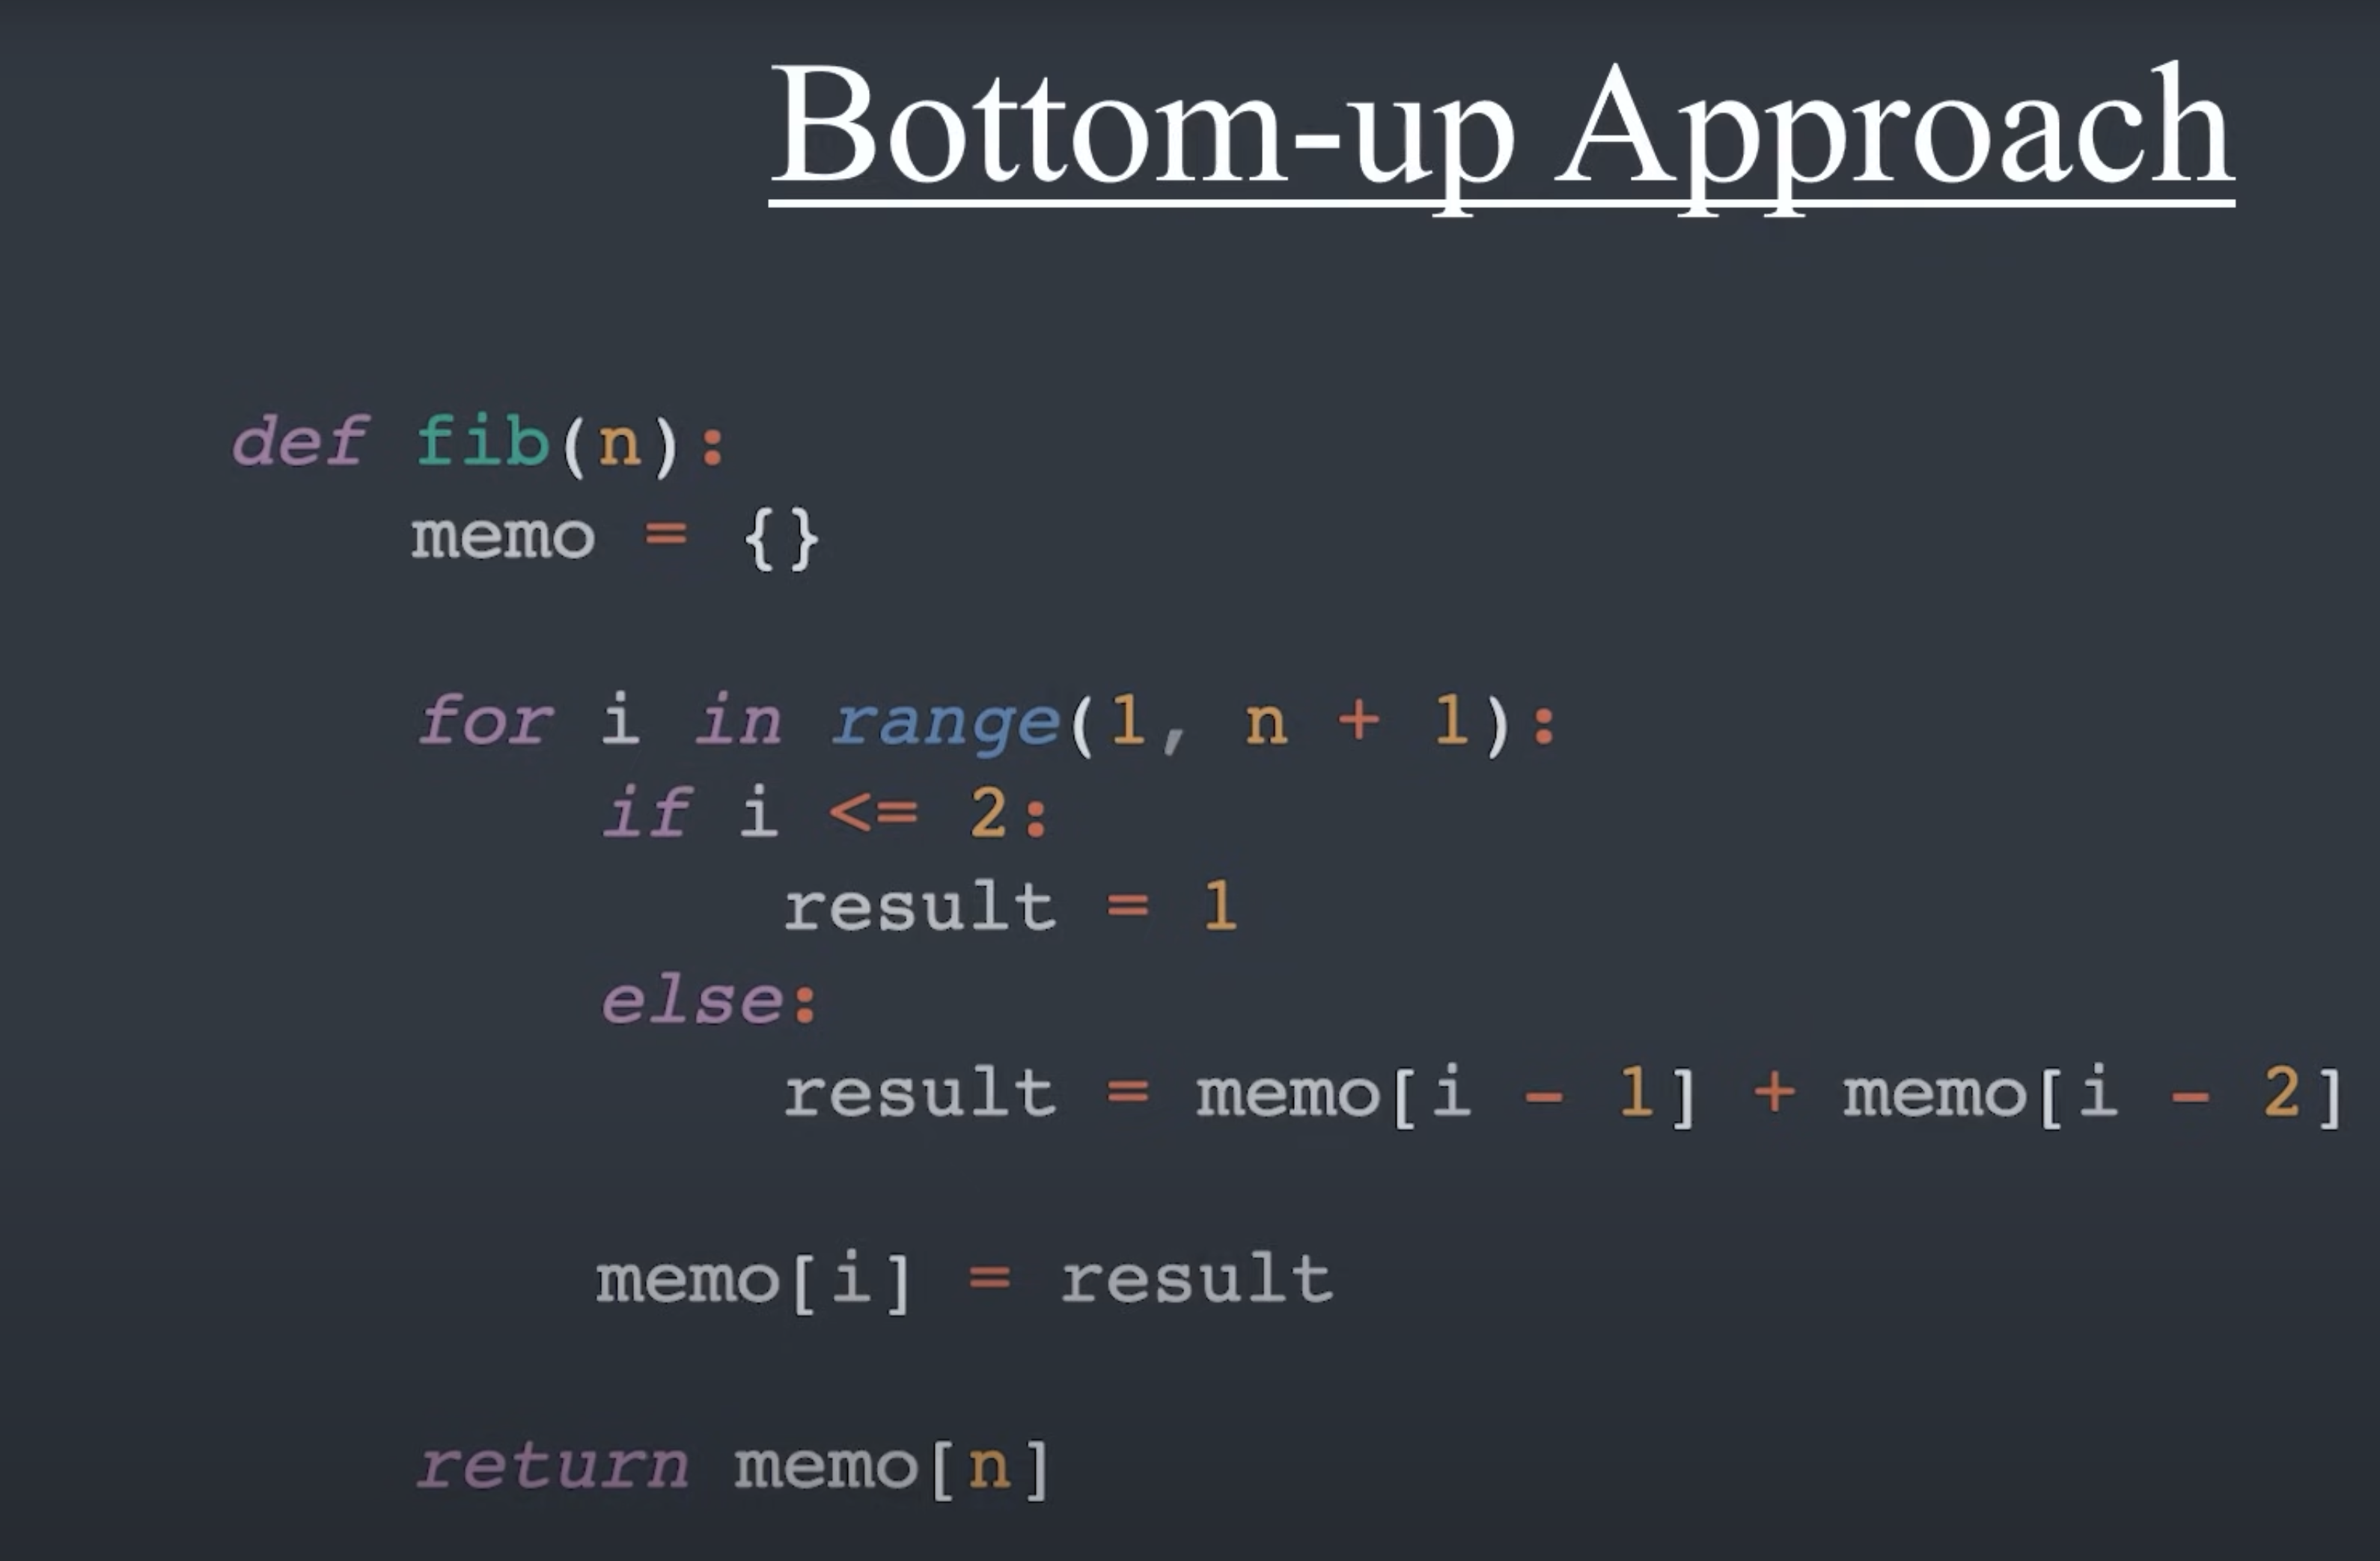 Bottom-up Approach
def fib(n):
    memo = {}
    for i in range(1, n + 1):
        if i <= 2:
            result = 1
        else:
            result = memo[i - 1] + memo[i - 2]
        memo[i] = result
    return memo[n]